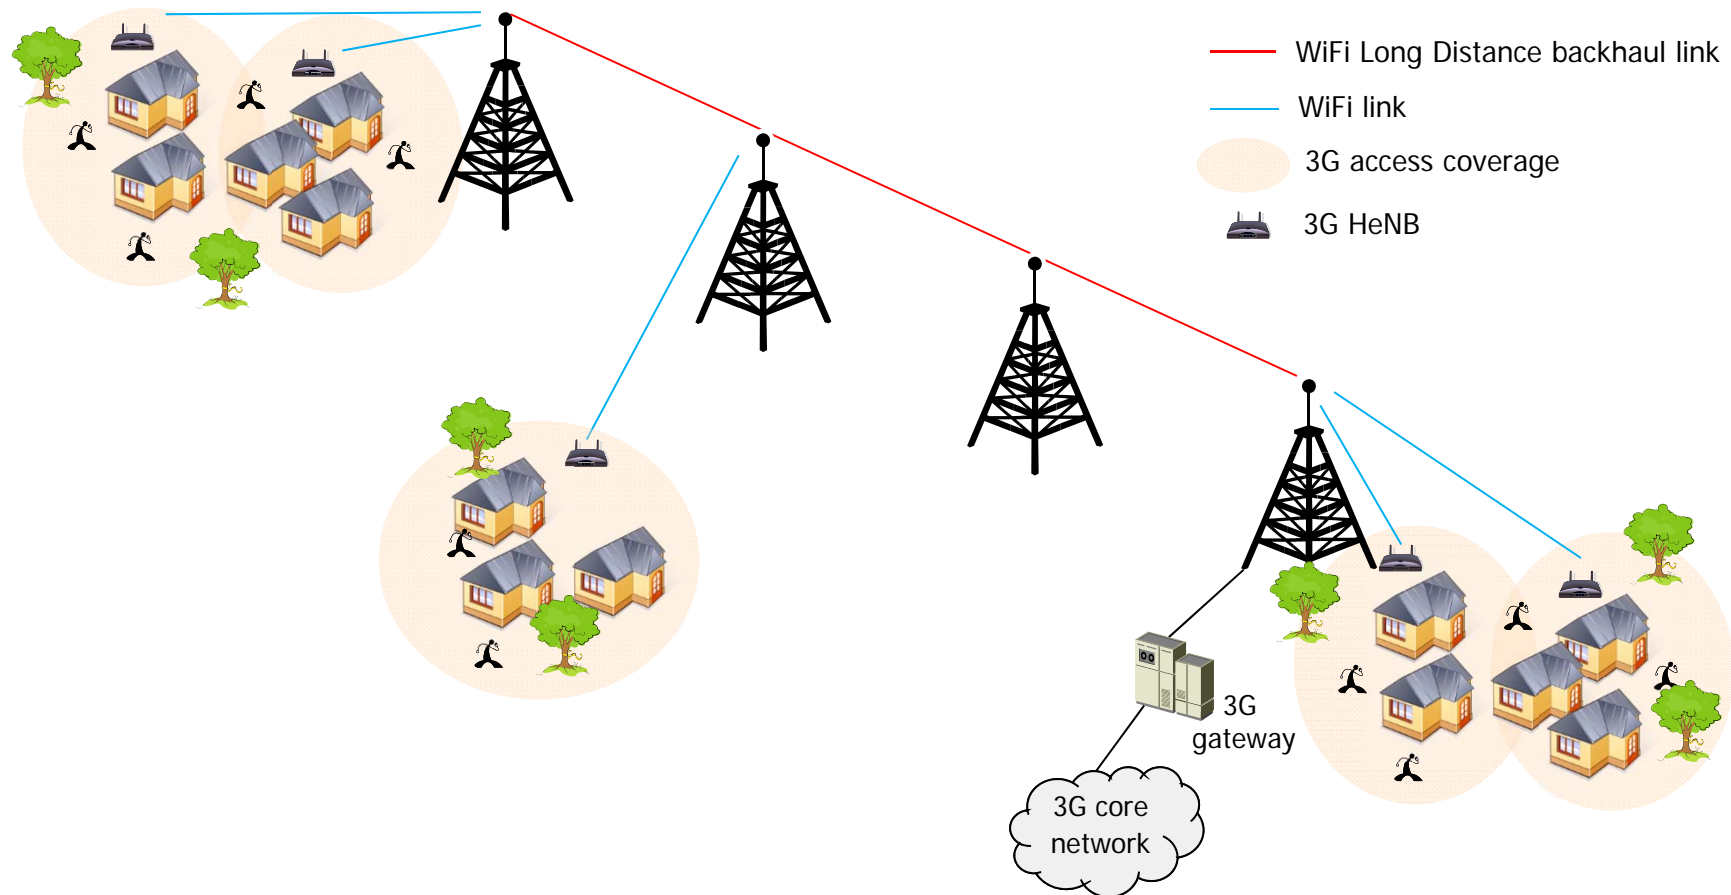 WiFi Long Distance backhaul link
WiFi link
3G access coverage
3G HeNB
3G
gateway
3G core
network